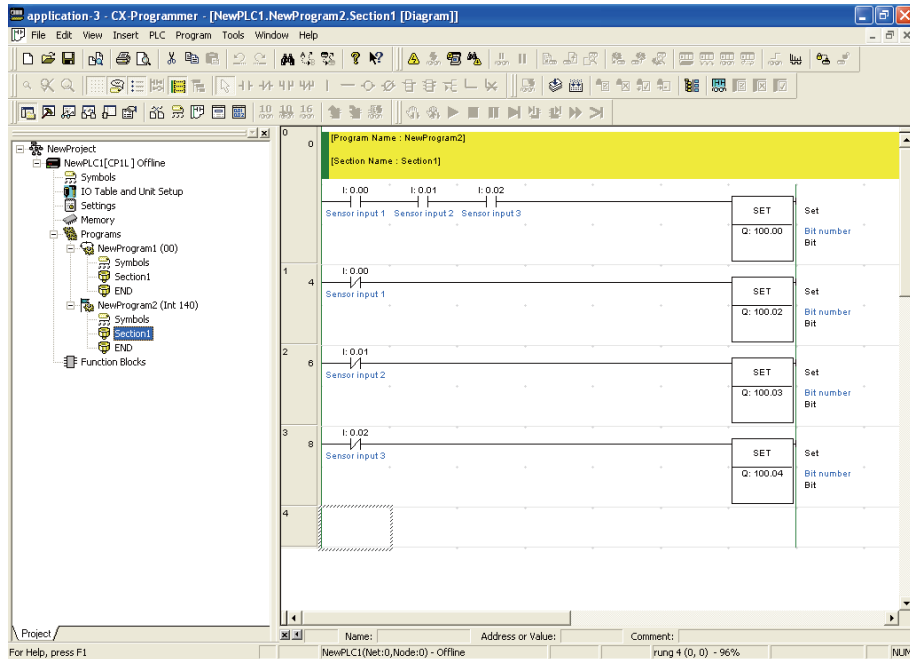 application-3 - CX-Programmer - [NewPLC1.NewProgram2.Section1 [Diagram]]
File Edit View Insert PLC Program Tools Window Help
10 10 16
NewProject
NewPLC1[CP1L ] Offline
Symbols
IO Table and Unit Setup
Settings
Memory
Programs
NewProgram1 (00)
Symbols
Section1
END
NewProgram2 (Int 140)
Symbols
Section1
END
Function Blocks
Project
0
0
[Program Name : NewProgram2]
[Section Name : Section1]
I: 0.00 I: 0.01 I: 0.02
Sensor input 1 Sensor input 2 Sensor input 3
SET Set
Q: 100.00 Bit number
Bit
1
4
I: 0.00
Sensor input 1
SET Set
Q: 100.02 Bit number
Bit
2
6
I: 0.01
Sensor input 2
SET Set
Q: 100.03 Bit number
Bit
3
8
I: 0.02
Sensor input 3
SET Set
Q: 100.04 Bit number
Bit
4
Name: Address or Value: Comment:
For Help, press F1 NewPLC1(Net:0,Node:0) - Offline rung 4 (0, 0) - 96% NUM